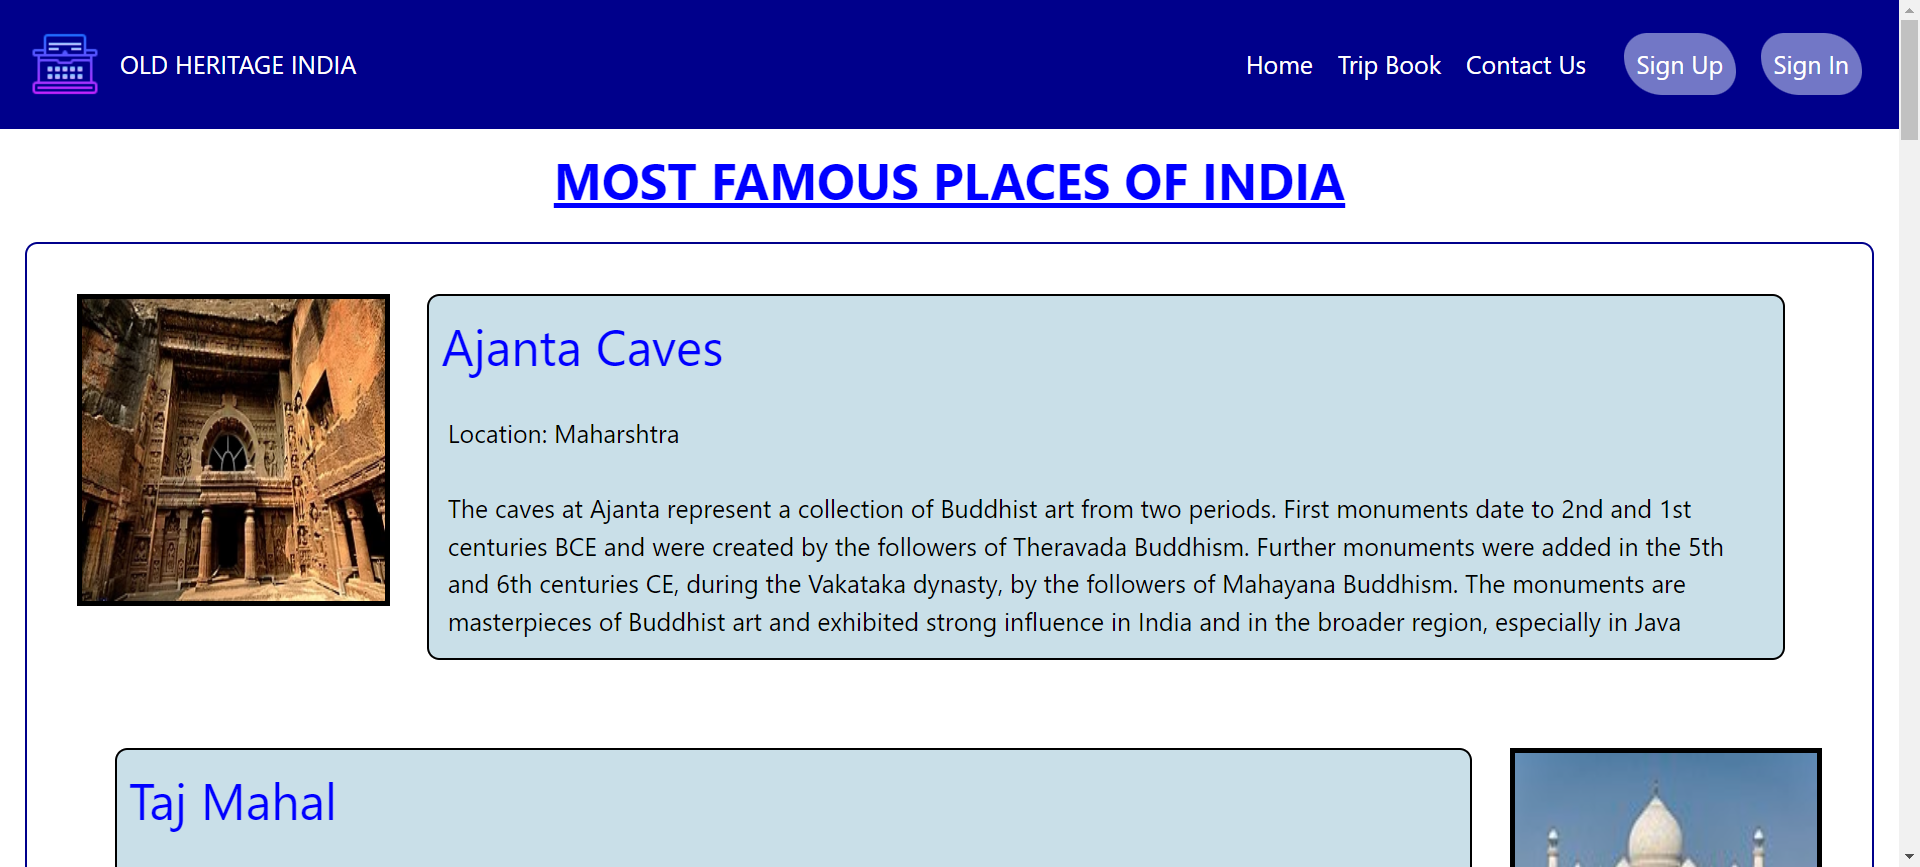 OLD HERITAGE INDIA
Home
Trip Book
Contact Us
Sign Up
Sign In
MOST FAMOUS PLACES OF INDIA
Ajanta Caves
Location: Maharshtra
The caves at Ajanta represent a collection of Buddhist art from two periods. First monuments date to 2nd and 1st
centuries BCE and were created by the followers of Theravada Buddhism. Further monuments were added in the 5th
and 6th centuries CE, during the Vakataka dynasty, by the followers of Mahayana Buddhism. The monuments are
masterpieces of Buddhist art and exhibited strong influence in India and in the broader region, especially in Java
Taj Mahal